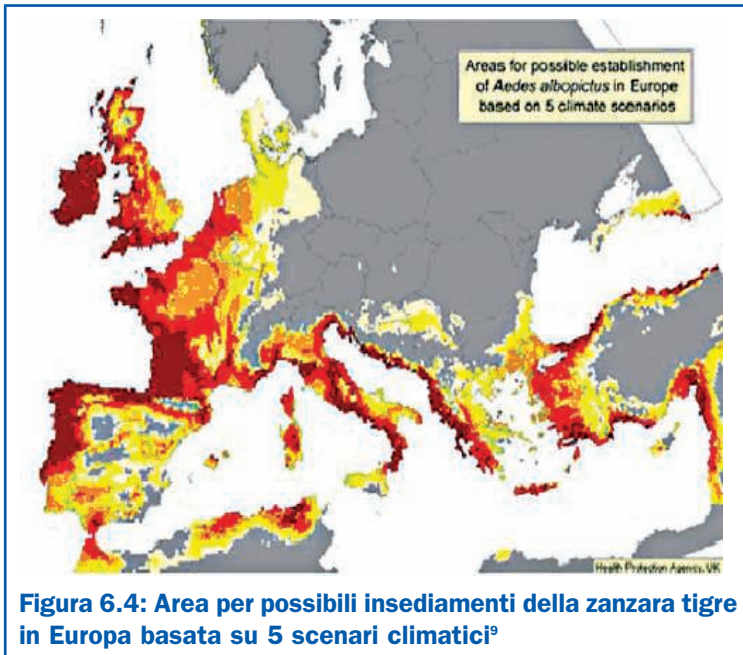 Areas for possible establishment
of Aedes albopictus in Europe
based on 5 climate scenarios
Health Protection Agency, UK
Figura 6.4: Area per possibili insediamenti della zanzara tigre
in Europa basata su 5 scenari climatici⁹